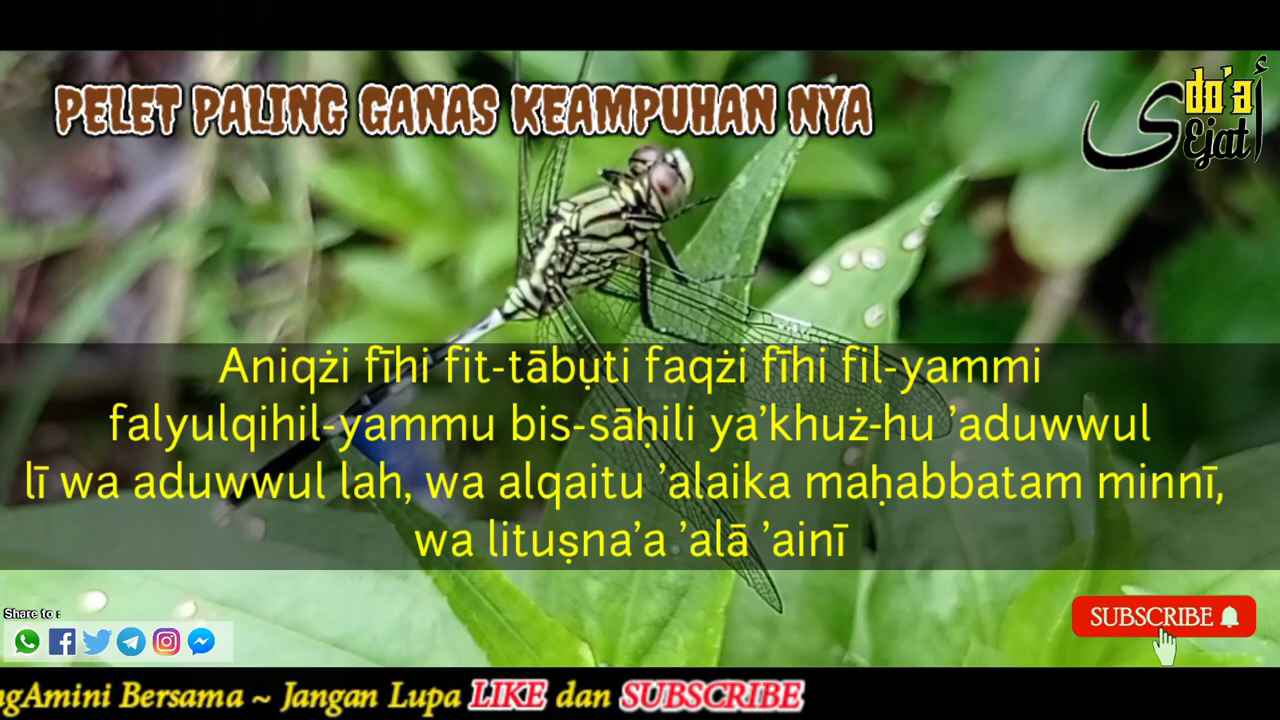 PELET PALING GANAS KEAMPUHAN NYA
do'a
Ejati
Aniqżi fīhi fit-tābụti faqżi fīhi fil-yammi
falyulqihil-yammu bis-sāḥili ya’khuż-hu ’aduwwul
lī wa aduwwul lah, wa alqaitu ’alaika maḥabbatam minnī,
wa lituṣna’a ’alā ’ainī
Share to :
SUBSCRIBE
ngAmini Bersama ~ Jangan Lupa LIKE dan SUBSCRIBE